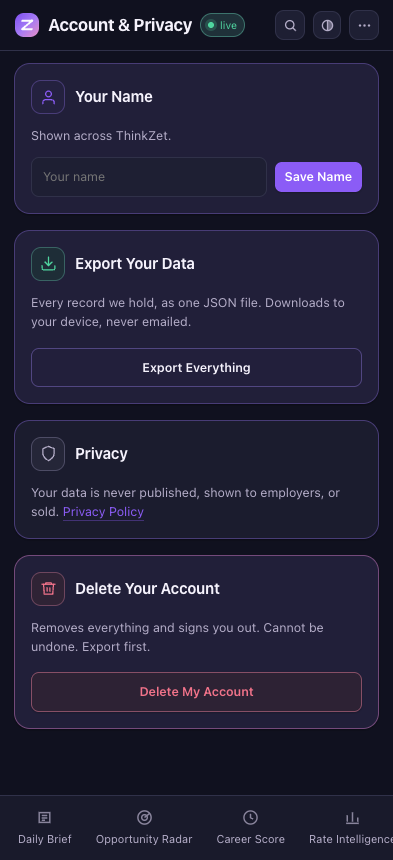 Z Account & Privacy live
Your Name
Shown across ThinkZet.
Your name Save Name
Export Your Data
Every record we hold, as one JSON file. Downloads to
your device, never emailed.
Export Everything
Privacy
Your data is never published, shown to employers, or
sold. Privacy Policy
Delete Your Account
Removes everything and signs you out. Cannot be
undone. Export first.
Delete My Account
Daily Brief Opportunity Radar Career Score Rate Intelligence